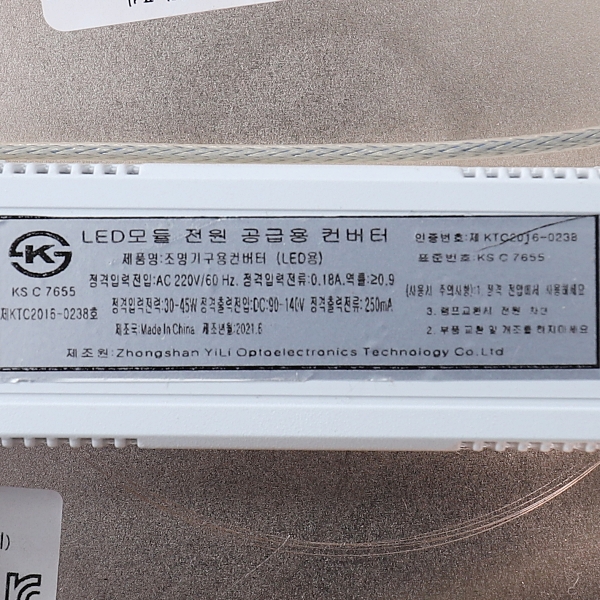 LED모듈 전원 공급용 컨버터
제품명:조명기구용컨버터 (LED용)
정격입력전압:AC 220V/60 Hz. 정격입력전류:0.18A.역률:≥0.9
정격입력전력:30-45W 정격출력전압:DC:90-140V 정격출력전류: 250mA
제조국:Made In China 제조년월:2021.6
제조원:Zhongshan YiLi Optoelectronics Technology Co.Ltd
KS C 7655
제KTC2016-0238호
인증번호:제 KTC2016-0238
표준번호:KS C 7655
(사용시 주의사항) 1. 정격 전압에서 사용하세요
3. 램프교환시 전원 차단
2. 부품 교환 및 개조를 하지마세요